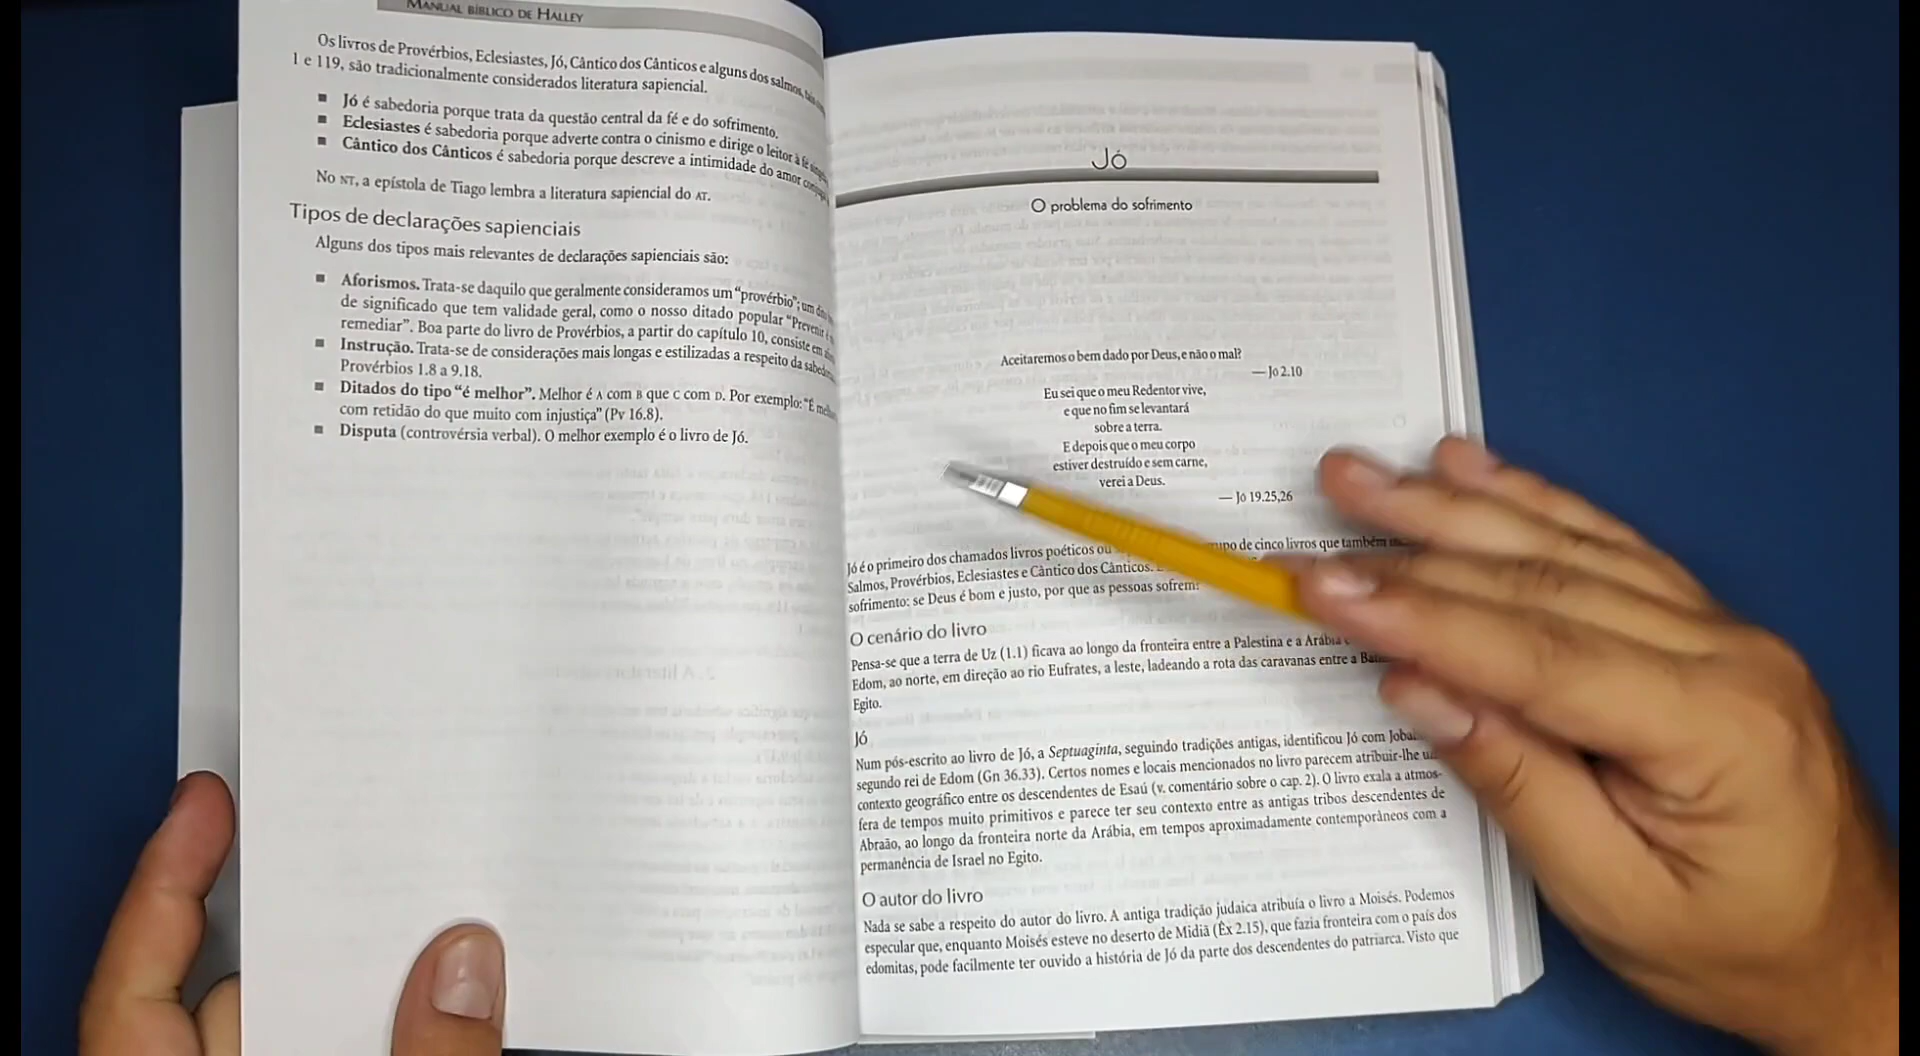 MANUAL BÍBLICO DE HALLEY
Os livros de Provérbios, Eclesiastes, Jó, Cântico dos Cânticos e alguns dos salmos,
1 e 119, são tradicionalmente considerados literatura sapiencial.
■ Jó é sabedoria porque trata da questão central da fé e do sofrimento.
■ Eclesiastes é sabedoria porque adverte contra o cinismo e dirige o leitor à fé
■ Cântico dos Cânticos é sabedoria porque descreve a intimidade do amor
No NT, a epístola de Tiago lembra a literatura sapiencial do AT.
Tipos de declarações sapienciais
Alguns dos tipos mais relevantes de declarações sapienciais são:
■ Aforismos. Trata-se daquilo que geralmente consideramos um “provérbio”; um
de significado que tem validade geral, como o nosso ditado popular “Prevenir é
remediar”. Boa parte do livro de Provérbios, a partir do capítulo 10, consiste em
■ Instrução. Trata-se de considerações mais longas e estilizadas a respeito da
Provérbios 1.8 a 9.18.
■ Ditados do tipo “é melhor”. Melhor é A com B que C com D. Por exemplo: “É
com retidão do que muito com injustiça” (Pv 16.8).
■ Disputa (controvérsia verbal). O melhor exemplo é o livro de Jó.
Jó
O problema do sofrimento
Aceitaremos o bem dado por Deus, e não o mal?
— Jó 2.10
Eu sei que o meu Redentor vive,
e que no fim se levantará
sobre a terra.
E depois que o meu corpo
estiver destruído e sem carne,
verei a Deus.
— Jó 19.25,26
Jó é o primeiro dos chamados livros poéticos ou de cinco livros que também
Salmos, Provérbios, Eclesiastes e Cântico dos Cânticos.
sofrimento: se Deus é bom e justo, por que as pessoas sofrem?
O cenário do livro
Pensa-se que a terra de Uz (1.1) ficava ao longo da fronteira entre a Palestina e a Arábia
Edom, ao norte, em direção ao rio Eufrates, a leste, ladeando a rota das caravanas entre a
Egito.
Jó
Num pós-escrito ao livro de Jó, a Septuaginta, seguindo tradições antigas, identificou Jó com
segundo rei de Edom (Gn 36.33). Certos nomes e locais mencionados no livro parecem atribuir-lhe
contexto geográfico entre os descendentes de Esaú (v. comentário sobre o cap. 2). O livro exala a atmos-
fera de tempos muito primitivos e parece ter seu contexto entre as antigas tribos descendentes de
Abraão, ao longo da fronteira norte da Arábia, em tempos aproximadamente contemporâneos com a
permanência de Israel no Egito.
O autor do livro
Nada se sabe a respeito do autor do livro. A antiga tradição judaica atribuía o livro a Moisés. Podemos
especular que, enquanto Moisés esteve no deserto de Midiã (Êx 2.15), que fazia fronteira com o país dos
edomitas, pode facilmente ter ouvido a história de Jó da parte dos descendentes do patriarca. Visto que